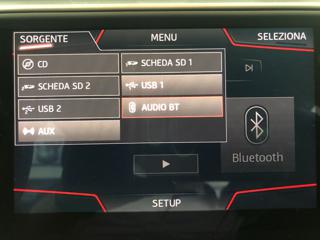 SORGENTE MENU SELEZIONA
CD SCHEDA SD 1
SCHEDA SD 2 USB 1
USB 2 AUDIO BT
AUX
Bluetooth
SETUP